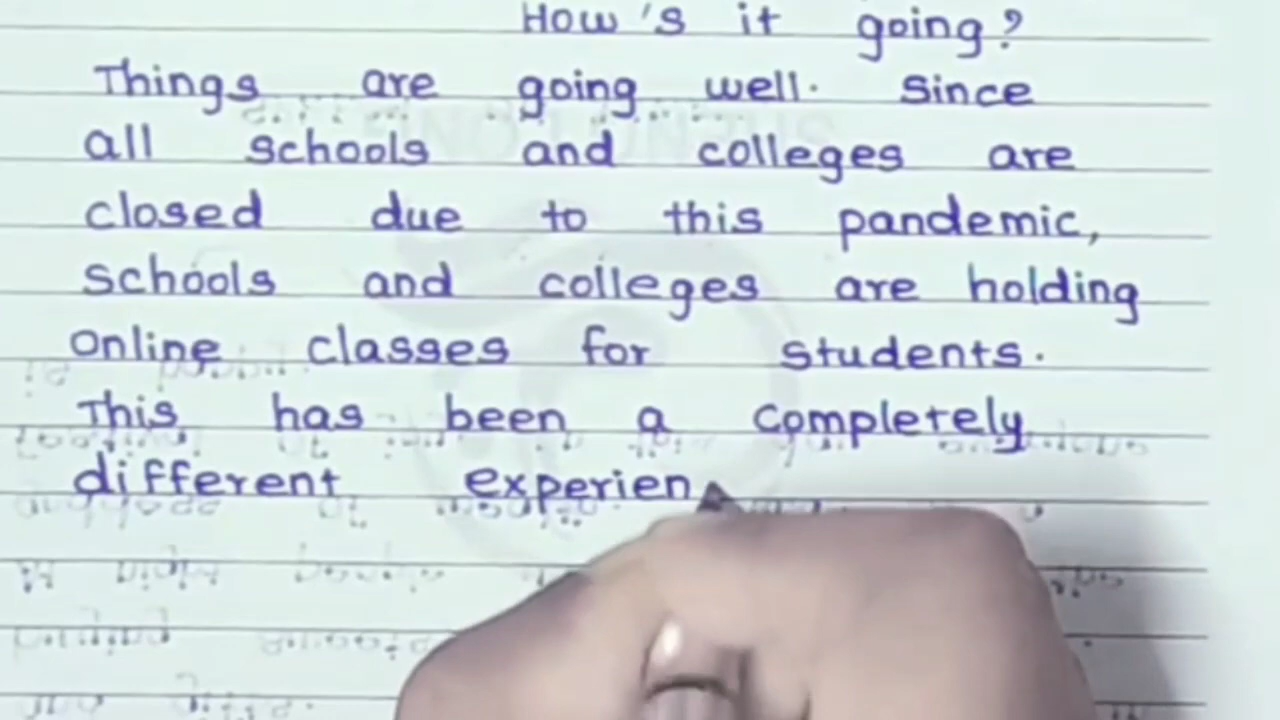 How's it going?
Things are going well. Since
all schools and colleges are
closed due to this pandemic,
schools and colleges are holding
online classes for students.
This has been a completely
different experien